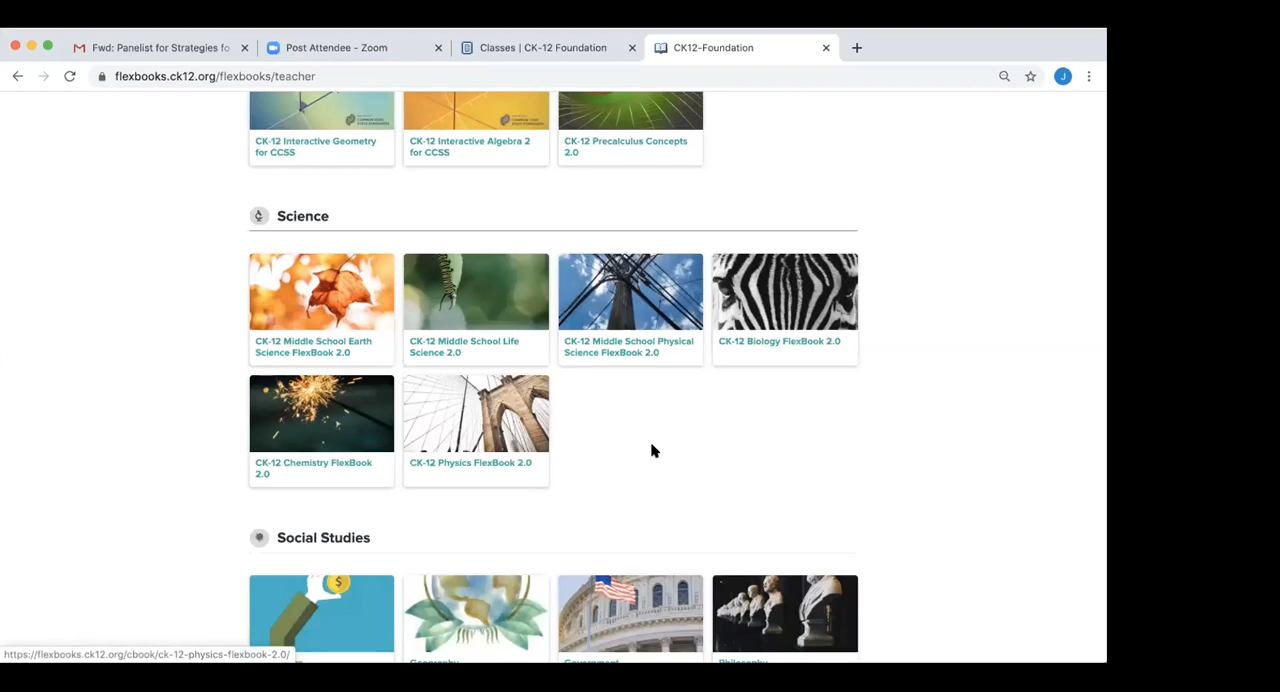 Fwd: Panelist for Strategies fo
Post Attendee - Zoom
Classes | CK-12 Foundation
CK12-Foundation
flexbooks.ck12.org/flexbooks/teacher
J
CK-12 Interactive Geometry
for CCSS
CK-12 Interactive Algebra 2
for CCSS
CK-12 Precalculus Concepts
2.0
Science
CK-12 Middle School Earth
Science FlexBook 2.0
CK-12 Middle School Life
Science 2.0
CK-12 Middle School Physical
Science FlexBook 2.0
CK-12 Biology FlexBook 2.0
CK-12 Chemistry FlexBook
2.0
CK-12 Physics FlexBook 2.0
Social Studies
$
Geography
Government
Philosophy
https://flexbooks.ck12.org/cbook/ck-12-physics-flexbook-2.0/